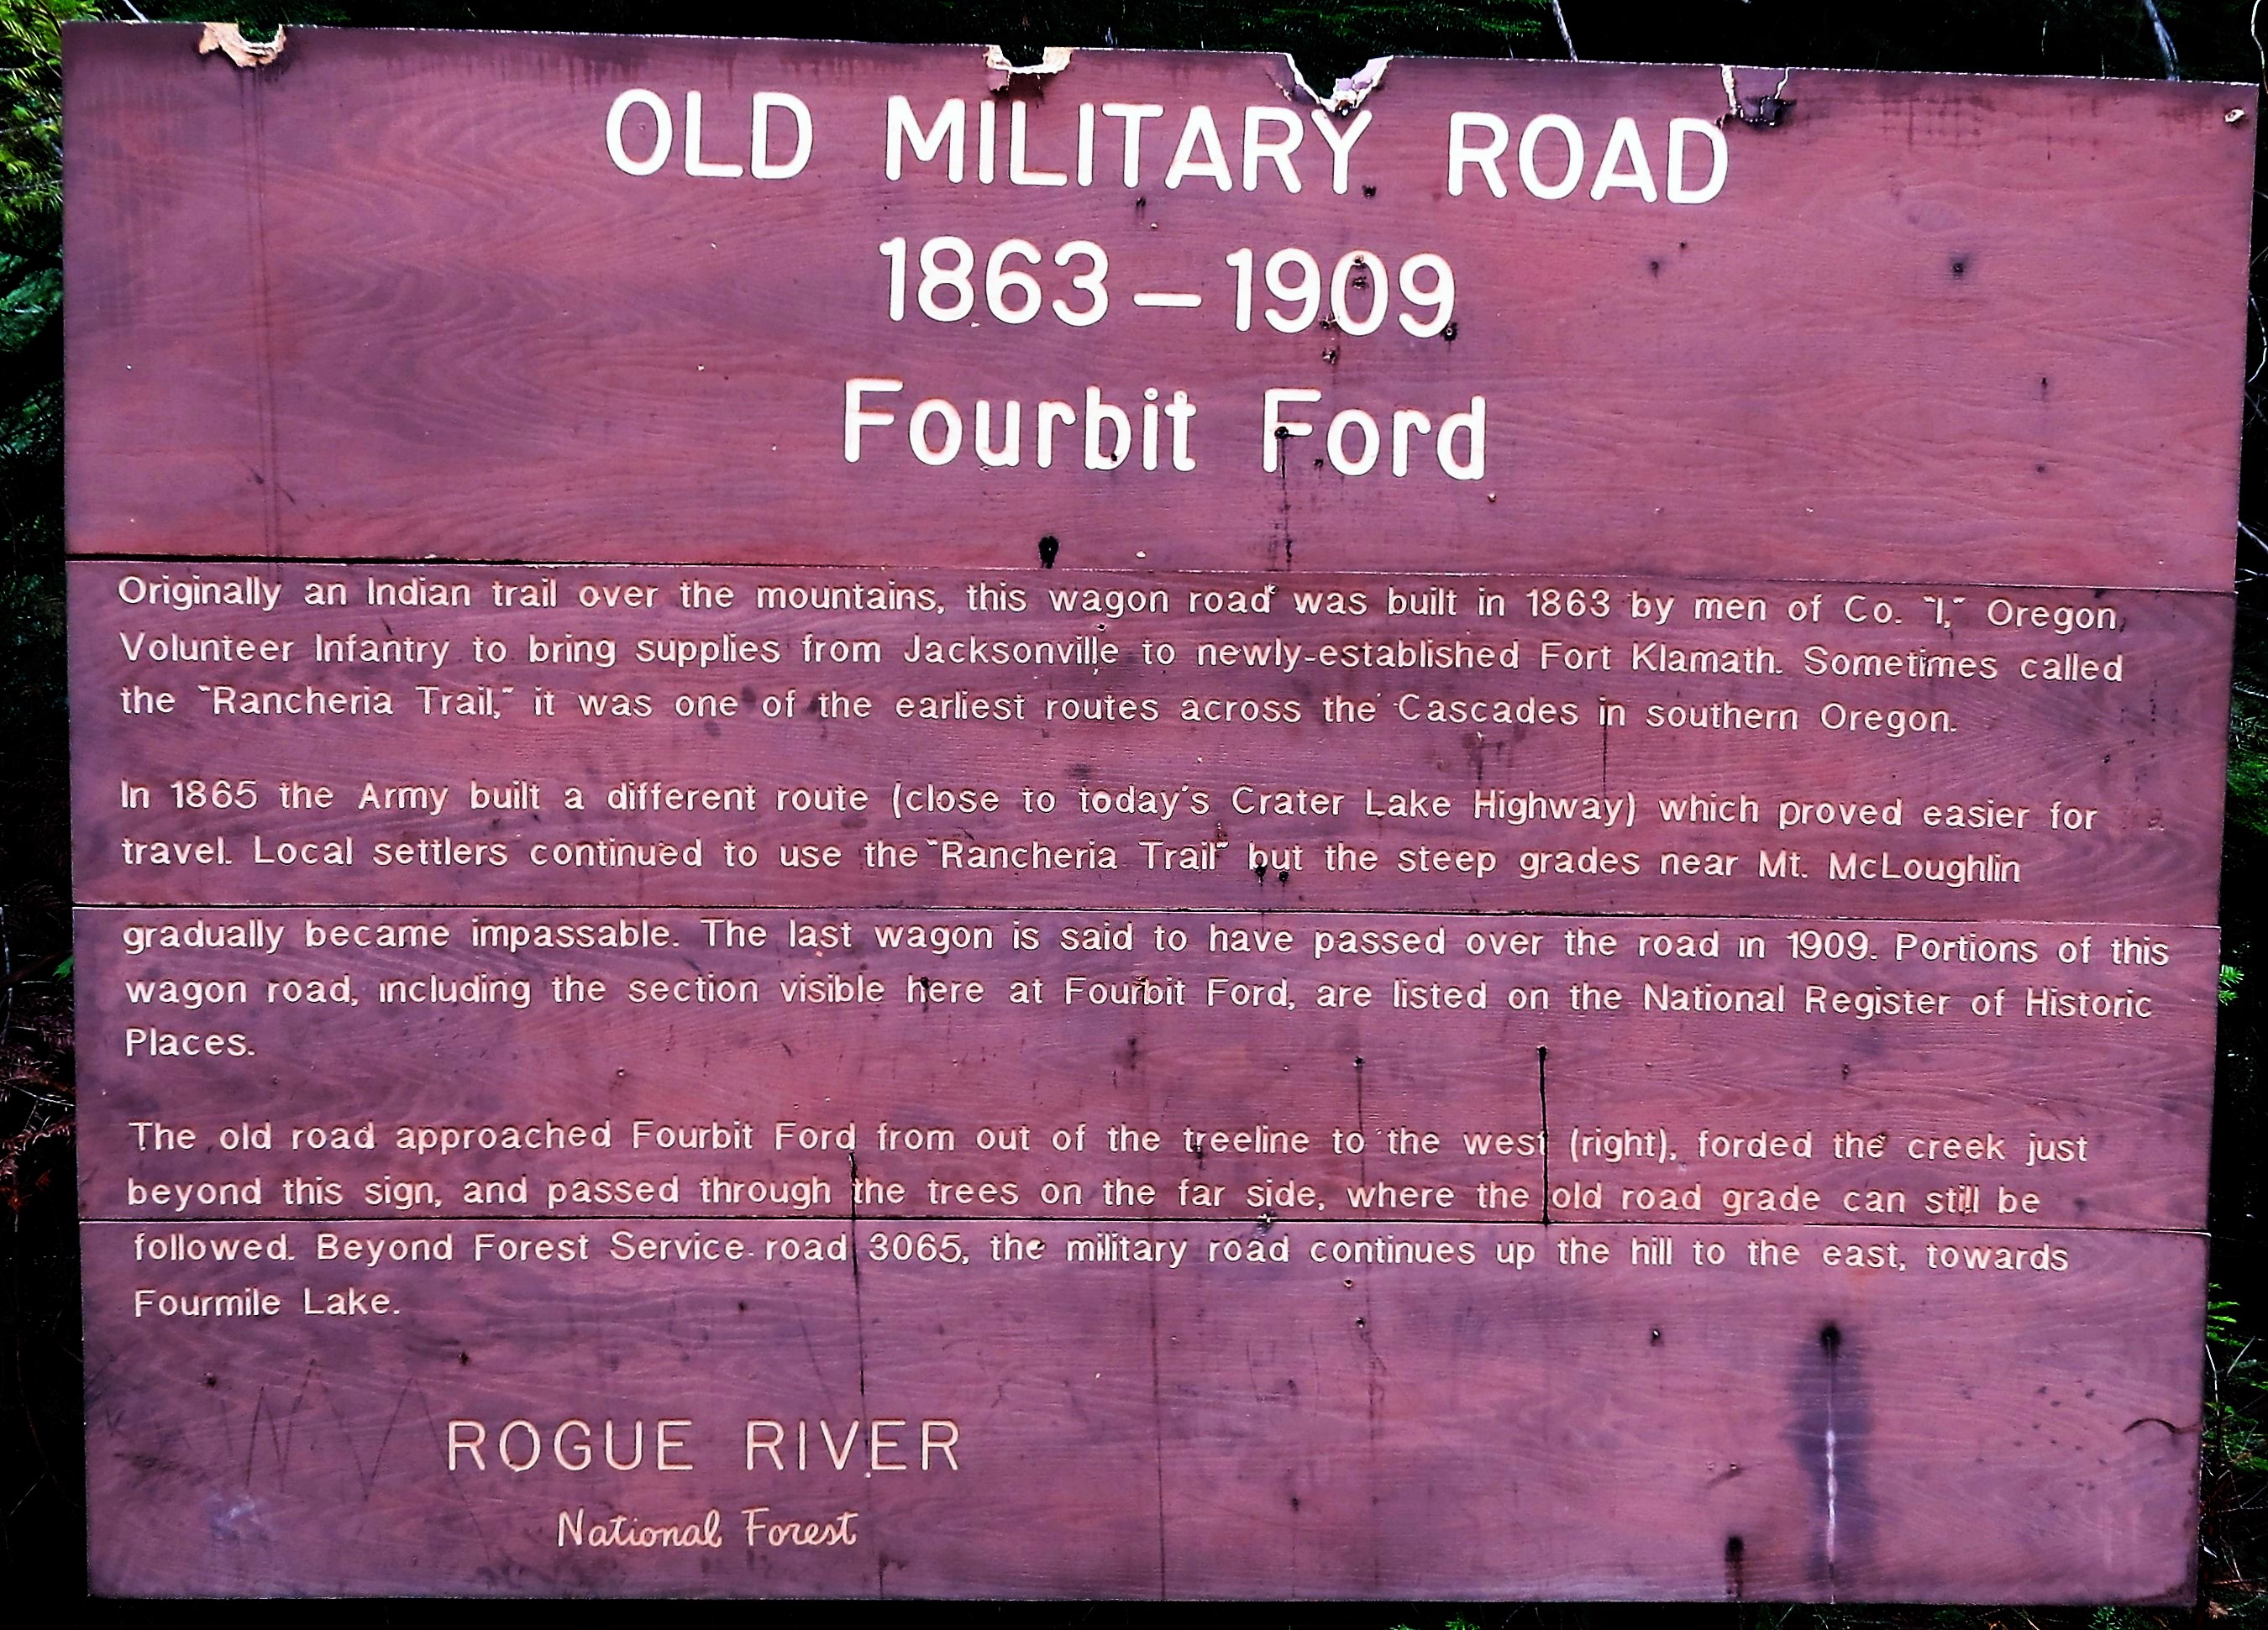 OLD MILITARY ROAD
1863 – 1909
Fourbit Ford
Originally an Indian trail over the mountains, this wagon road was built in 1863 by men of Co. "I," Oregon
Volunteer Infantry to bring supplies from Jacksonville to newly-established Fort Klamath. Sometimes called
the "Rancheria Trail," it was one of the earliest routes across the Cascades in southern Oregon.
In 1865 the Army built a different route (close to today's Crater Lake Highway) which proved easier for
travel. Local settlers continued to use the "Rancheria Trail" but the steep grades near Mt. McLoughlin
gradually became impassable. The last wagon is said to have passed over the road in 1909. Portions of this
wagon road, including the section visible here at Fourbit Ford, are listed on the National Register of Historic
Places.
The old road approached Fourbit Ford from out of the treeline to the west (right), forded the creek just
beyond this sign, and passed through the trees on the far side, where the old road grade can still be
followed. Beyond Forest Service road 3065, the military road continues up the hill to the east, towards
Fourmile Lake.
ROGUE RIVER
National Forest